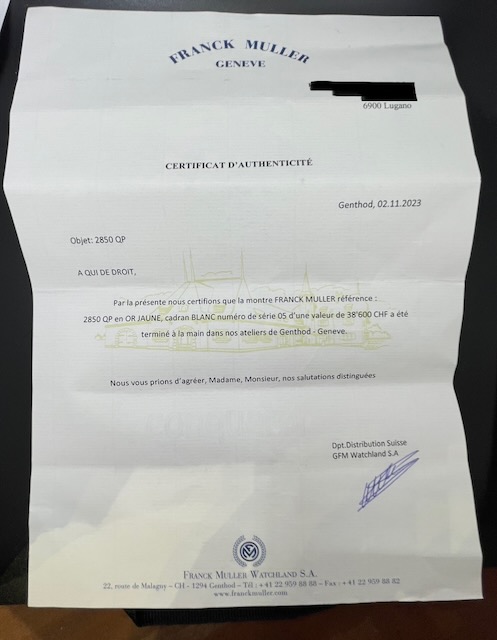 FRANCK MULLER
GENEVE
6900 Lugano
CERTIFICAT D'AUTHENTICITÉ
Genthod, 02.11.2023
Objet: 2850 QP
A QUI DE DROIT,
Par la présente nous certifions que la montre FRANCK MULLER référence :
2850 QP en OR JAUNE, cadran BLANC numéro de série 05 d'une valeur de 38'600 CHF a été
terminé à la main dans nos ateliers de Genthod - Geneve.
Nous vous prions d'agréer, Madame, Monsieur, nos salutations distinguées
Dpt.Distribution Suisse
GFM Watchland S.A
FRANCK MULLER WATCHLAND S.A.
22, route de Malagny – CH - 1294 Genthod – Tél : +41 22 959 88 88 – Fax : +41 22 959 88 82
www.franckmuller.com